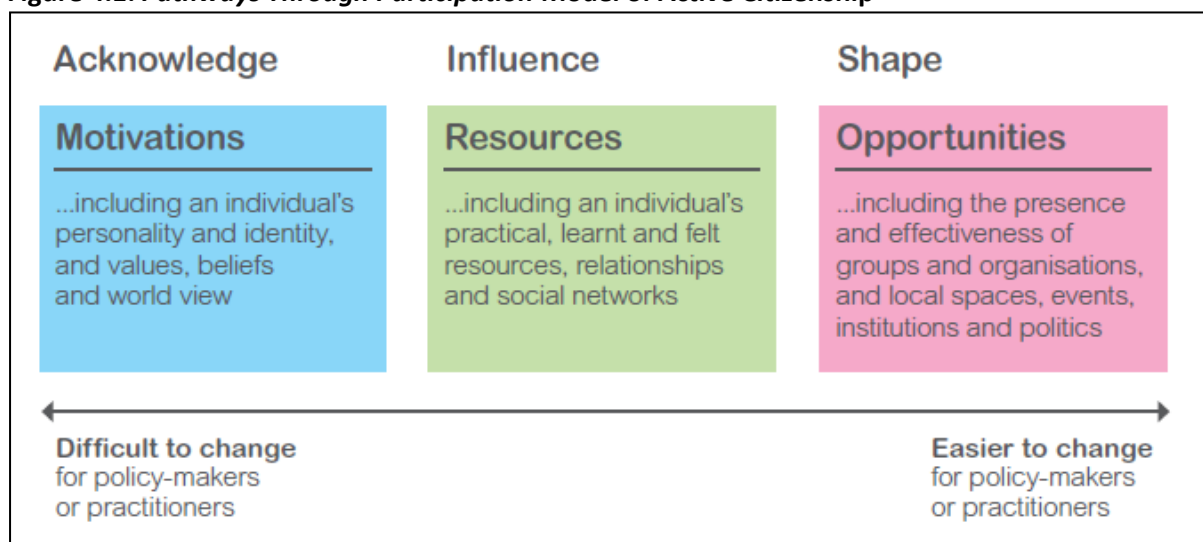 Acknowledge
Motivations
...including an individual's
personality and identity,
and values, beliefs
and world view
Influence
Resources
...including an individual's
practical, learnt and felt
resources, relationships
and social networks
Shape
Opportunities
...including the presence
and effectiveness of
groups and organisations,
and local spaces, events,
institutions and politics
Difficult to change
for policy-makers
or practitioners
Easier to change
for policy-makers
or practitioners